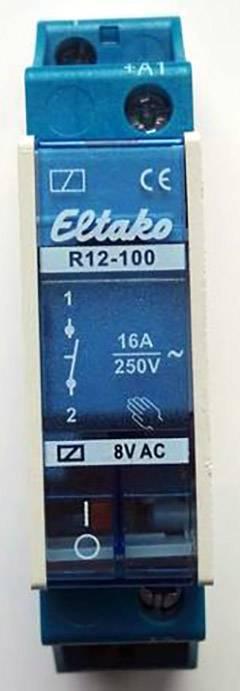 +A1
CE
Eltako
R12-100
1
16A
250V ~
2
8V AC
I
O